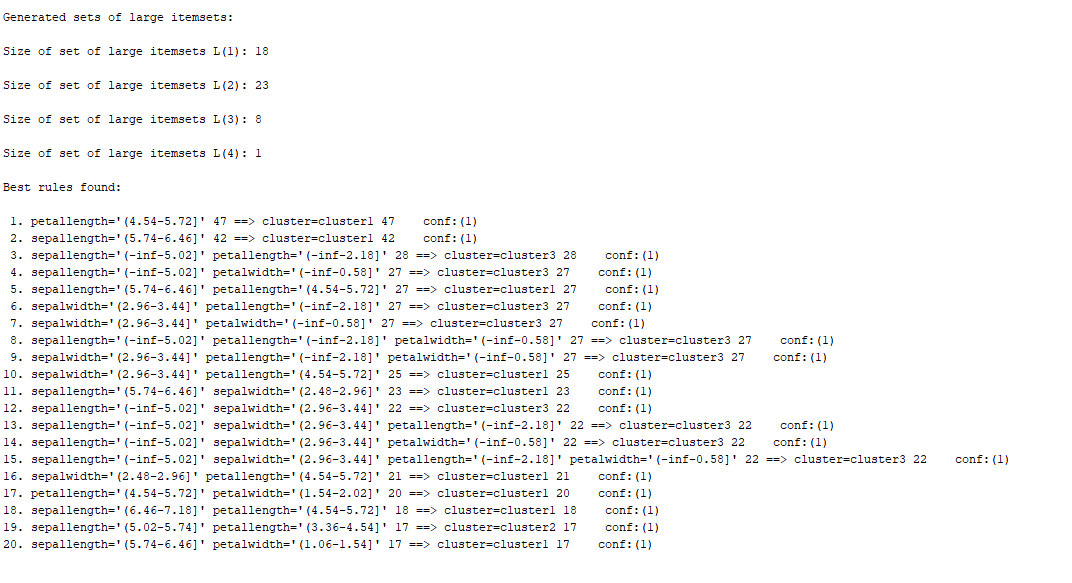 Generated sets of large itemsets:
Size of set of large itemsets L(1): 18
Size of set of large itemsets L(2): 23
Size of set of large itemsets L(3): 8
Size of set of large itemsets L(4): 1
Best rules found:
1. petallength='(4.54-5.72]' 47 ==> cluster=cluster1 47    conf:(1)
2. sepallength='(5.74-6.46]' 42 ==> cluster=cluster1 42    conf:(1)
3. sepallength='(-inf-5.02]' petallength='(-inf-2.18]' 28 ==> cluster=cluster3 28    conf:(1)
4. sepallength='(-inf-5.02]' petalwidth='(-inf-0.58]' 27 ==> cluster=cluster3 27    conf:(1)
5. sepallength='(5.74-6.46]' petallength='(4.54-5.72]' 27 ==> cluster=cluster1 27    conf:(1)
6. sepalwidth='(2.96-3.44]' petallength='(-inf-2.18]' 27 ==> cluster=cluster3 27    conf:(1)
7. sepalwidth='(2.96-3.44]' petalwidth='(-inf-0.58]' 27 ==> cluster=cluster3 27    conf:(1)
8. sepallength='(-inf-5.02]' petallength='(-inf-2.18]' petalwidth='(-inf-0.58]' 27 ==> cluster=cluster3 27    conf:(1)
9. sepalwidth='(2.96-3.44]' petallength='(-inf-2.18]' petalwidth='(-inf-0.58]' 27 ==> cluster=cluster3 27    conf:(1)
10. sepalwidth='(2.96-3.44]' petallength='(4.54-5.72]' 25 ==> cluster=cluster1 25    conf:(1)
11. sepallength='(5.74-6.46]' sepalwidth='(2.48-2.96]' 23 ==> cluster=cluster1 23    conf:(1)
12. sepallength='(-inf-5.02]' sepalwidth='(2.96-3.44]' 22 ==> cluster=cluster3 22    conf:(1)
13. sepallength='(-inf-5.02]' sepalwidth='(2.96-3.44]' petallength='(-inf-2.18]' 22 ==> cluster=cluster3 22    conf:(1)
14. sepallength='(-inf-5.02]' sepalwidth='(2.96-3.44]' petalwidth='(-inf-0.58]' 22 ==> cluster=cluster3 22    conf:(1)
15. sepallength='(-inf-5.02]' sepalwidth='(2.96-3.44]' petallength='(-inf-2.18]' petalwidth='(-inf-0.58]' 22 ==> cluster=cluster3 22    conf:(1)
16. sepalwidth='(2.48-2.96]' petallength='(4.54-5.72]' 21 ==> cluster=cluster1 21    conf:(1)
17. petallength='(4.54-5.72]' petalwidth='(1.54-2.02]' 20 ==> cluster=cluster1 20    conf:(1)
18. sepallength='(6.46-7.18]' petallength='(4.54-5.72]' 18 ==> cluster=cluster1 18    conf:(1)
19. sepallength='(5.02-5.74]' petallength='(3.36-4.54]' 17 ==> cluster=cluster2 17    conf:(1)
20. sepallength='(5.74-6.46]' petalwidth='(1.06-1.54]' 17 ==> cluster=cluster1 17    conf:(1)